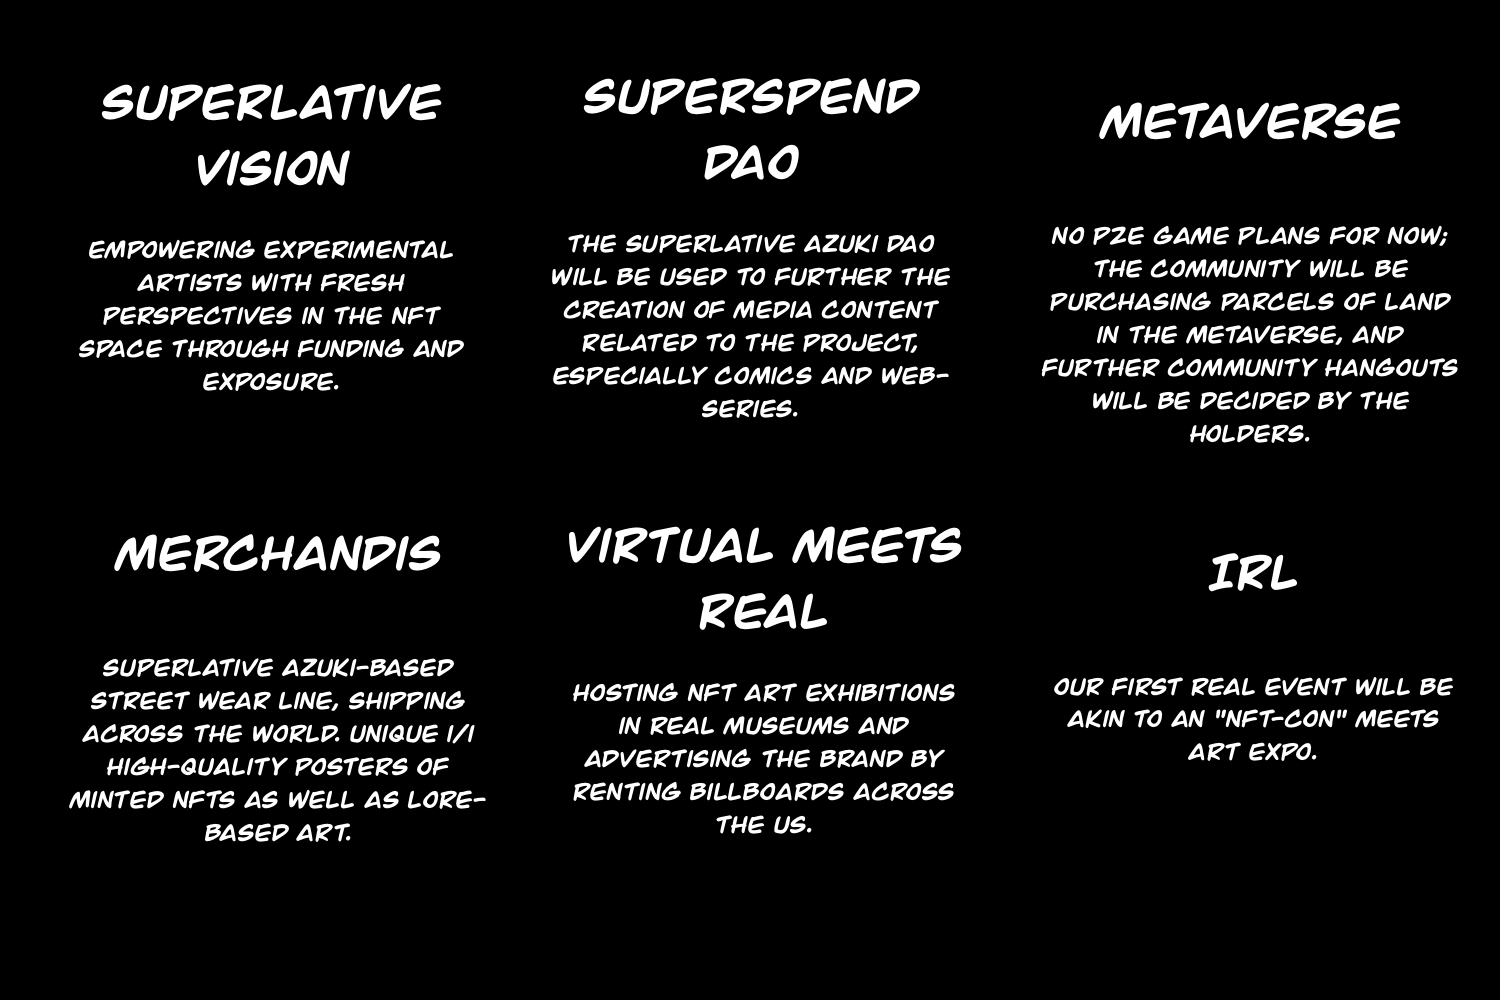 SUPERLATIVE
VISION
EMPOWERING EXPERIMENTAL
ARTISTS WITH FRESH
PERSPECTIVES IN THE NFT
SPACE THROUGH FUNDING AND
EXPOSURE.
SUPERSPEND
DAO
THE SUPERLATIVE AZUKI DAO
WILL BE USED TO FURTHER THE
CREATION OF MEDIA CONTENT
RELATED TO THE PROJECT,
ESPECIALLY COMICS AND WEB-
SERIES.
METAVERSE
NO P2E GAME PLANS FOR NOW;
THE COMMUNITY WILL BE
PURCHASING PARCELS OF LAND
IN THE METAVERSE, AND
FURTHER COMMUNITY HANGOUTS
WILL BE DECIDED BY THE
HOLDERS.
MERCHANDIS
SUPERLATIVE AZUKI-BASED
STREET WEAR LINE, SHIPPING
ACROSS THE WORLD. UNIQUE 1/1
HIGH-QUALITY POSTERS OF
MINTED NFTS AS WELL AS LORE-
BASED ART.
VIRTUAL MEETS
REAL
HOSTING NFT ART EXHIBITIONS
IN REAL MUSEUMS AND
ADVERTISING THE BRAND BY
RENTING BILLBOARDS ACROSS
THE US.
IRL
OUR FIRST REAL EVENT WILL BE
AKIN TO AN "NFT-CON" MEETS
ART EXPO.